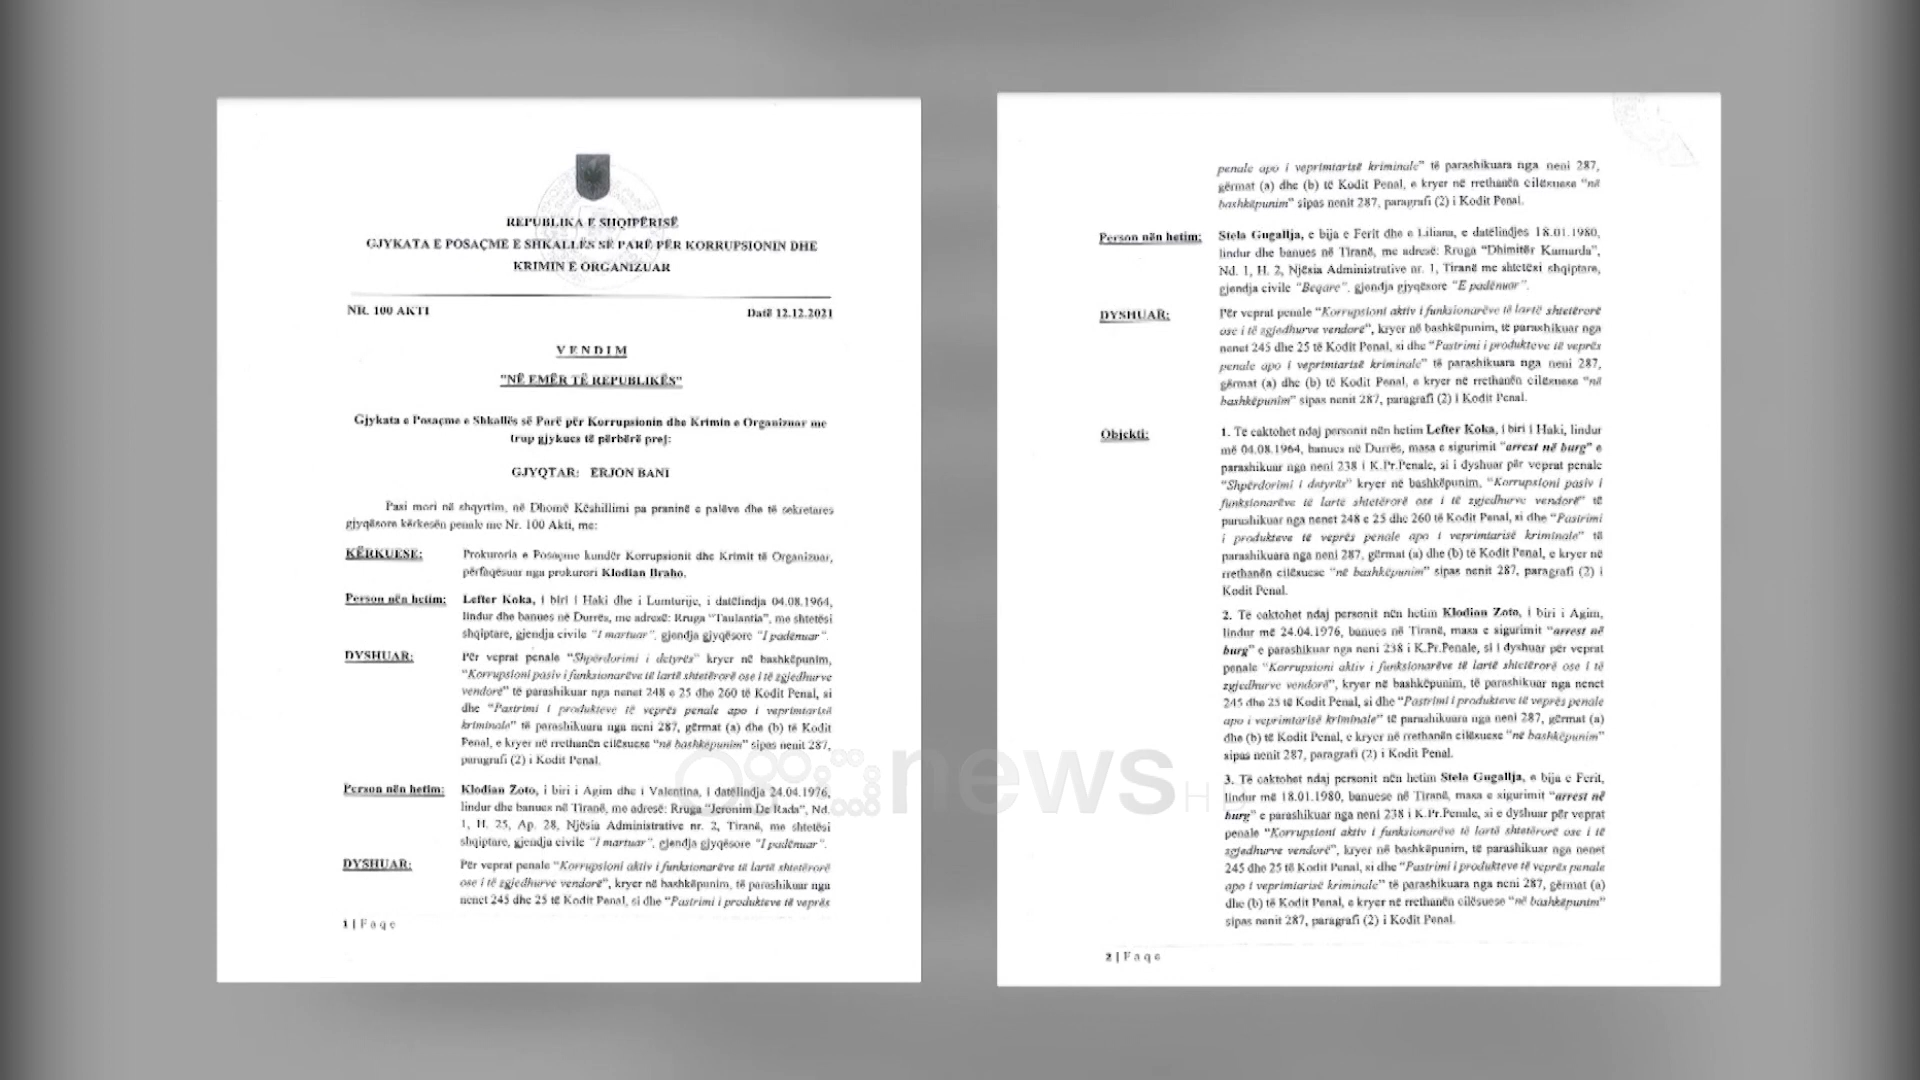 REPUBLIKA E SHQIPËRISË
GJYKATA E POSAÇME E SHKALLËS SË PARË PËR KORRUPSIONIN DHE
KRIMIN E ORGANIZUAR
NR. 100 AKTI
Datë 12.12.2021
VENDIM
"NË EMËR TË REPUBLIKËS"
Gjykata e Posaçme e Shkallës së Parë për Korrupsionin dhe Krimin e Organizuar me
trup gjykues të përbërë prej:
GJYQTAR: ERJON BANI
Pasi mori në shqyrtim, në Dhomë Këshillimi pa praninë e palëve dhe të sekretares
gjyqësore kërkesën penale me Nr. 100 Akti, me:
KËRKUESE: Prokuroria e Posaçme kundër Korrupsionit dhe Krimit të Organizuar,
përfaqësuar nga prokurori Klodian Braho.
Person nën hetim: Lefter Koka, i biri i Haki dhe i Lumturije, i datëlindja 04.08.1964,
lindur dhe banues në Durrës, me adresë: Rruga "Taulantia", me shtetësi
shqiptare, gjendja civile "I martuar", gjendja gjyqësore "I padënuar".
DYSHUAR: Për veprat penale "Shpërdorimi i detyrës" kryer në bashkëpunim,
"Korrupsioni pasiv i funksionarëve të lartë shtetërorë ose i të zgjedhurve
vendorë" të parashikuar nga nenet 248 e 25 dhe 260 të Kodit Penal, si
dhe "Pastrimi i produkteve të veprës penale apo i veprimtarisë
kriminale" të parashikuara nga neni 287, gërmat (a) dhe (b) të Kodit
Penal, e kryer në rrethanën cilësuese "në bashkëpunim" sipas nenit 287,
paragrafi (2) i Kodit Penal.
Person nën hetim: Klodian Zoto, i biri i Agim dhe i Valentina, i datëlindja 24.04.1976,
lindur dhe banues në Tiranë, me adresë: Rruga "Jeronim De Rada", Nd.
1, H. 25, Ap. 28, Njësia Administrative nr. 2, Tiranë, me shtetësi
shqiptare, gjendja civile "I martuar", gjendja gjyqësore "I padënuar".
DYSHUAR: Për veprat penale "Korrupsioni aktiv i funksionarëve të lartë shtetërorë
ose i të zgjedhurve vendorë", kryer në bashkëpunim, të parashikuar nga
nenet 245 dhe 25 të Kodit Penal, si dhe "Pastrimi i produkteve të veprës
1 | Faqe
penale apo i veprimtarisë kriminale" të parashikuara nga neni 287,
gërmat (a) dhe (b) të Kodit Penal, e kryer në rrethanën cilësuese "në
bashkëpunim" sipas nenit 287, paragrafi (2) i Kodit Penal.
Person nën hetim: Stela Gugallja, e bija e Ferit dhe e Liliana, e datëlindjes 18.01.1980,
lindur dhe banues në Tiranë, me adresë: Rruga "Dhimitër Kamarda",
Nd. 1, H. 2, Njësia Administrative nr. 1, Tiranë me shtetësi shqiptare,
gjendja civile "Beqare", gjendja gjyqësore "E padënuar".
DYSHUAR: Për veprat penale "Korrupsioni aktiv i funksionarëve të lartë shtetërorë
ose i të zgjedhurve vendorë", kryer në bashkëpunim, të parashikuar nga
nenet 245 dhe 25 të Kodit Penal, si dhe "Pastrimi i produkteve të veprës
penale apo i veprimtarisë kriminale" të parashikuara nga neni 287,
gërmat (a) dhe (b) të Kodit Penal, e kryer në rrethanën cilësuese "në
bashkëpunim" sipas nenit 287, paragrafi (2) i Kodit Penal.
Objekti: 1. Të caktohet ndaj personit nën hetim Lefter Koka, i biri i Haki, lindur
më 04.08.1964, banues në Durrës, masa e sigurimit "arrest në burg" e
parashikuar nga neni 238 i K.Pr.Penale, si i dyshuar për veprat penale
"Shpërdorimi i detyrës" kryer në bashkëpunim, "Korrupsioni pasiv i
funksionarëve të lartë shtetërorë ose i të zgjedhurve vendorë" të
parashikuar nga nenet 248 e 25 dhe 260 të Kodit Penal, si dhe "Pastrimi
i produkteve të veprës penale apo i veprimtarisë kriminale" të
parashikuara nga neni 287, gërmat (a) dhe (b) të Kodit Penal, e kryer në
rrethanën cilësuese "në bashkëpunim" sipas nenit 287, paragrafi (2) i
Kodit Penal.
2. Të caktohet ndaj personit nën hetim Klodian Zoto, i biri i Agim,
lindur më 24.04.1976, banues në Tiranë, masa e sigurimit "arrest në
burg" e parashikuar nga neni 238 i K.Pr.Penale, si i dyshuar për veprat
penale "Korrupsioni aktiv i funksionarëve të lartë shtetërorë ose i të
zgjedhurve vendorë", kryer në bashkëpunim, të parashikuar nga nenet
245 dhe 25 të Kodit Penal, si dhe "Pastrimi i produkteve të veprës penale
apo i veprimtarisë kriminale" të parashikuara nga neni 287, gërmat (a)
dhe (b) të Kodit Penal, e kryer në rrethanën cilësuese "në bashkëpunim"
sipas nenit 287, paragrafi (2) i Kodit Penal.
3. Të caktohet ndaj personit nën hetim Stela Gugallja, e bija e Ferit,
lindur më 18.01.1980, banuese në Tiranë, masa e sigurimit "arrest në
burg" e parashikuar nga neni 238 i K.Pr.Penale, si e dyshuar për veprat
penale "Korrupsioni aktiv i funksionarëve të lartë shtetërorë ose i të
zgjedhurve vendorë", kryer në bashkëpunim, të parashikuar nga nenet
245 dhe 25 të Kodit Penal, si dhe "Pastrimi i produkteve të veprës penale
apo i veprimtarisë kriminale" të parashikuara nga neni 287, gërmat (a)
dhe (b) të Kodit Penal, e kryer në rrethanën cilësuese "në bashkëpunim"
sipas nenit 287, paragrafi (2) i Kodit Penal.
2 | Faqe
news HD